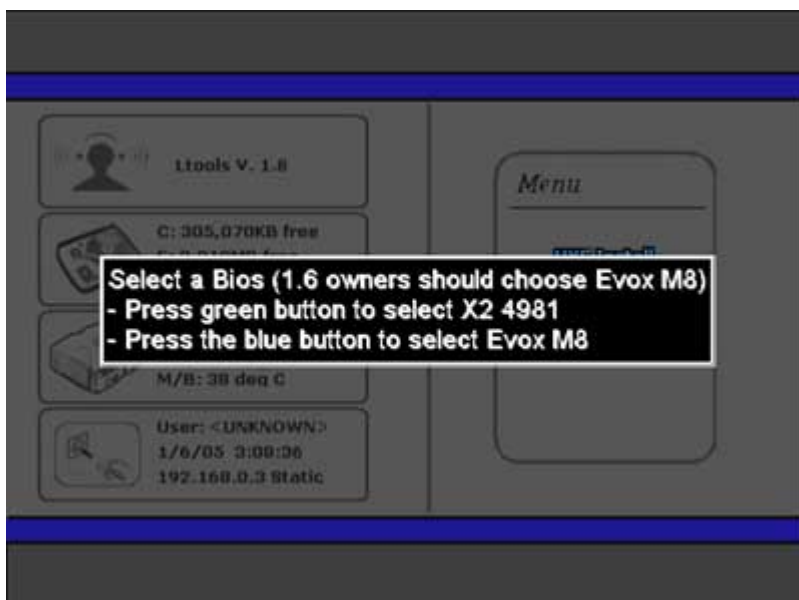 Ltools V. 1.8
Menu
C: 305,070KB free
Select a Bios (1.6 owners should choose Evox M8)
- Press green button to select X2 4981
- Press the blue button to select Evox M8
M/B: 38 deg C
User: <UNKNOWN>
1/6/05 3:08:36
192.168.0.3 Static